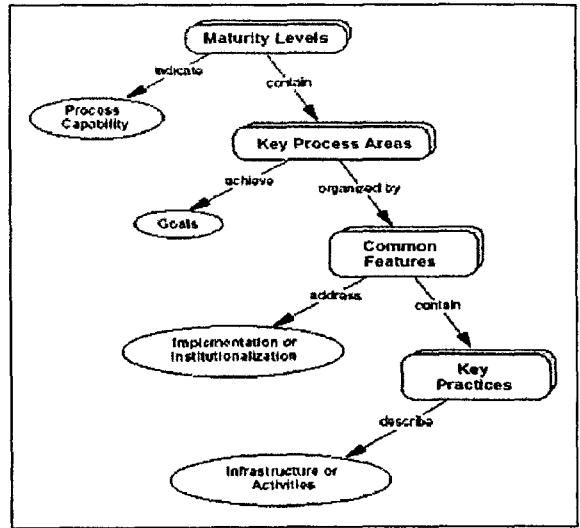 Maturity Levels
indicate
contain
Process
Capability
Key Process Areas
achieve
organized by
Goals
Common
Features
address
contain
Implementation or
Institutionalization
Key
Practices
describe
Infrastructure or
Activities